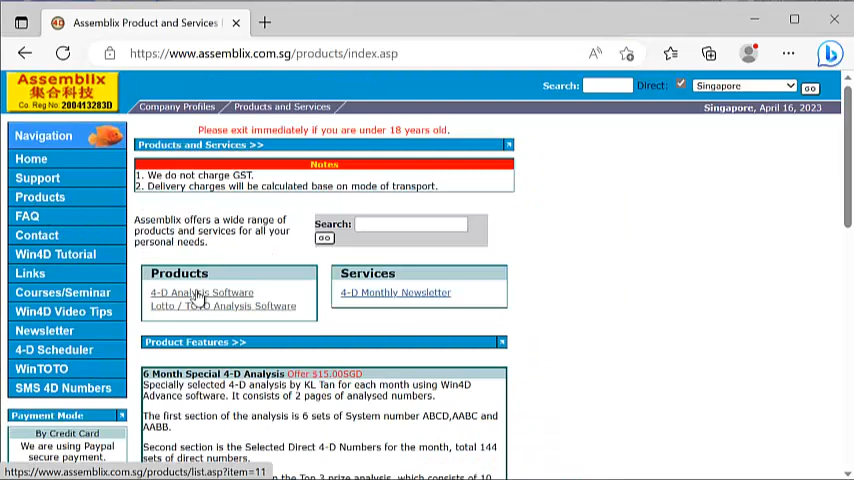 Assemblix Product and Services
https://www.assemblix.com.sg/products/index.asp
Assemblix
集合科技
Co. Reg No: 200413283D
Search:
Direct:
Singapore
GO
Company Profiles
Products and Services
Singapore, April 16, 2023
Please exit immediately if you are under 18 years old.
Navigation
Home
Support
Products
FAQ
Contact
Win4D Tutorial
Links
Courses/Seminar
Win4D Video Tips
Newsletter
4-D Scheduler
WinTOTO
SMS 4D Numbers
Payment Mode
By Credit Card
We are using Paypal
secure payment.
Products and Services >>
Notes
1. We do not charge GST.
2. Delivery charges will be calculated base on mode of transport.
Assemblix offers a wide range of
products and services for all your
personal needs.
Search:
GO
Products
4-D Analysis Software
Lotto / TOTO Analysis Software
Services
4-D Monthly Newsletter
Product Features >>
6 Month Special 4-D Analysis Offer $15.00SGD
Specially selected 4-D analysis by KL Tan for each month using Win4D
Advance software. It consists of 2 pages of analysed numbers.
The first section of the analysis is 6 sets of System number ABCD,AABC and
AABB.
Second section is the Selected Direct 4-D Numbers for the month, total 144
sets of direct numbers.
the Top 3 prize analysis, which consists of 10
https://www.assemblix.com.sg/products/list.asp?item=11